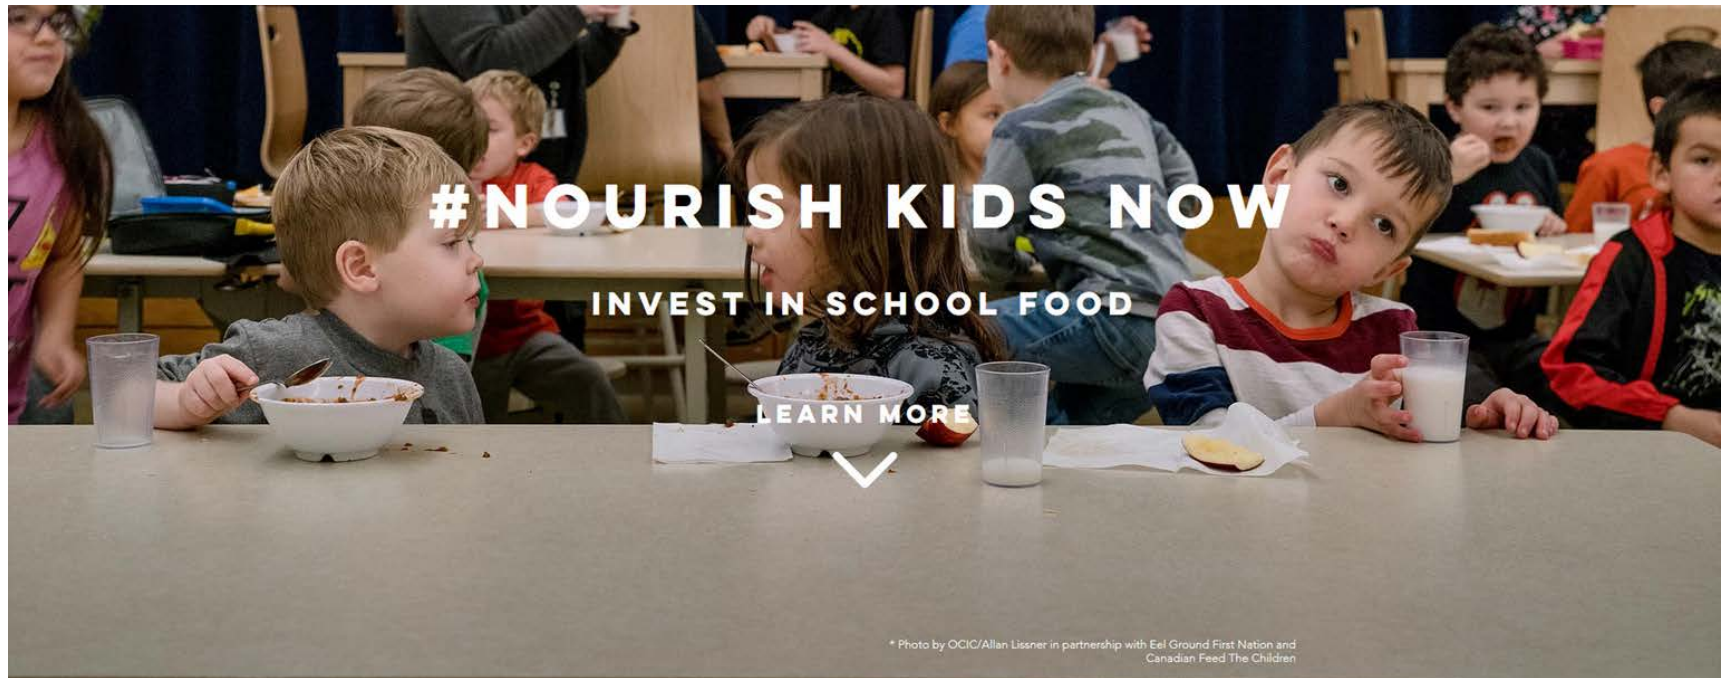 #NOURISH KIDS NOW
INVEST IN SCHOOL FOOD
LEARN MORE
* Photo by OCIC/Allan Lissner in partnership with Eel Ground First Nation and
Canadian Feed The Children